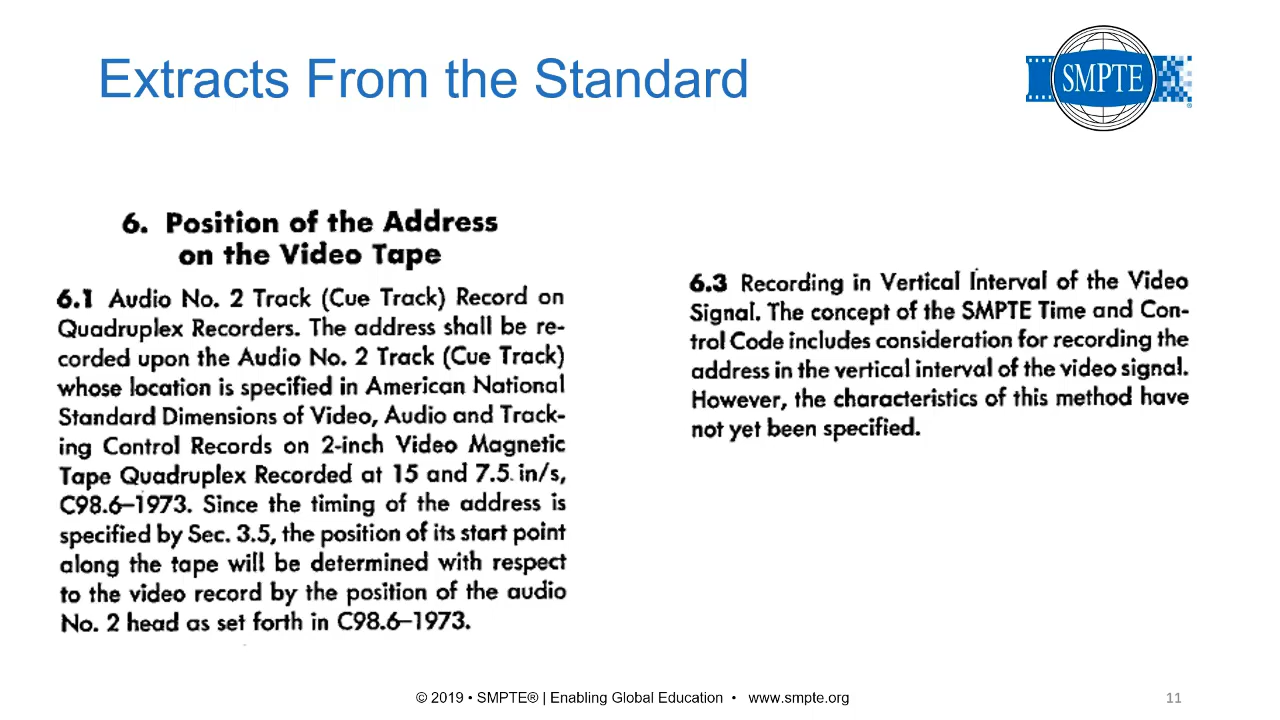 Extracts From the Standard
SMPTE
6. Position of the Address
on the Video Tape
6.1 Audio No. 2 Track (Cue Track) Record on
Quadruplex Recorders. The address shall be re-
corded upon the Audio No. 2 Track (Cue Track)
whose location is specified in American National
Standard Dimensions of Video, Audio and Track-
ing Control Records on 2-inch Video Magnetic
Tape Quadruplex Recorded at 15 and 7.5 in/s,
C98.6–1973. Since the timing of the address is
specified by Sec. 3.5, the position of its start point
along the tape will be determined with respect
to the video record by the position of the audio
No. 2 head as set forth in C98.6–1973.
6.3 Recording in Vertical Interval of the Video
Signal. The concept of the SMPTE Time and Con-
trol Code includes consideration for recording the
address in the vertical interval of the video signal.
However, the characteristics of this method have
not yet been specified.
© 2019 • SMPTE® | Enabling Global Education • www.smpte.org
11